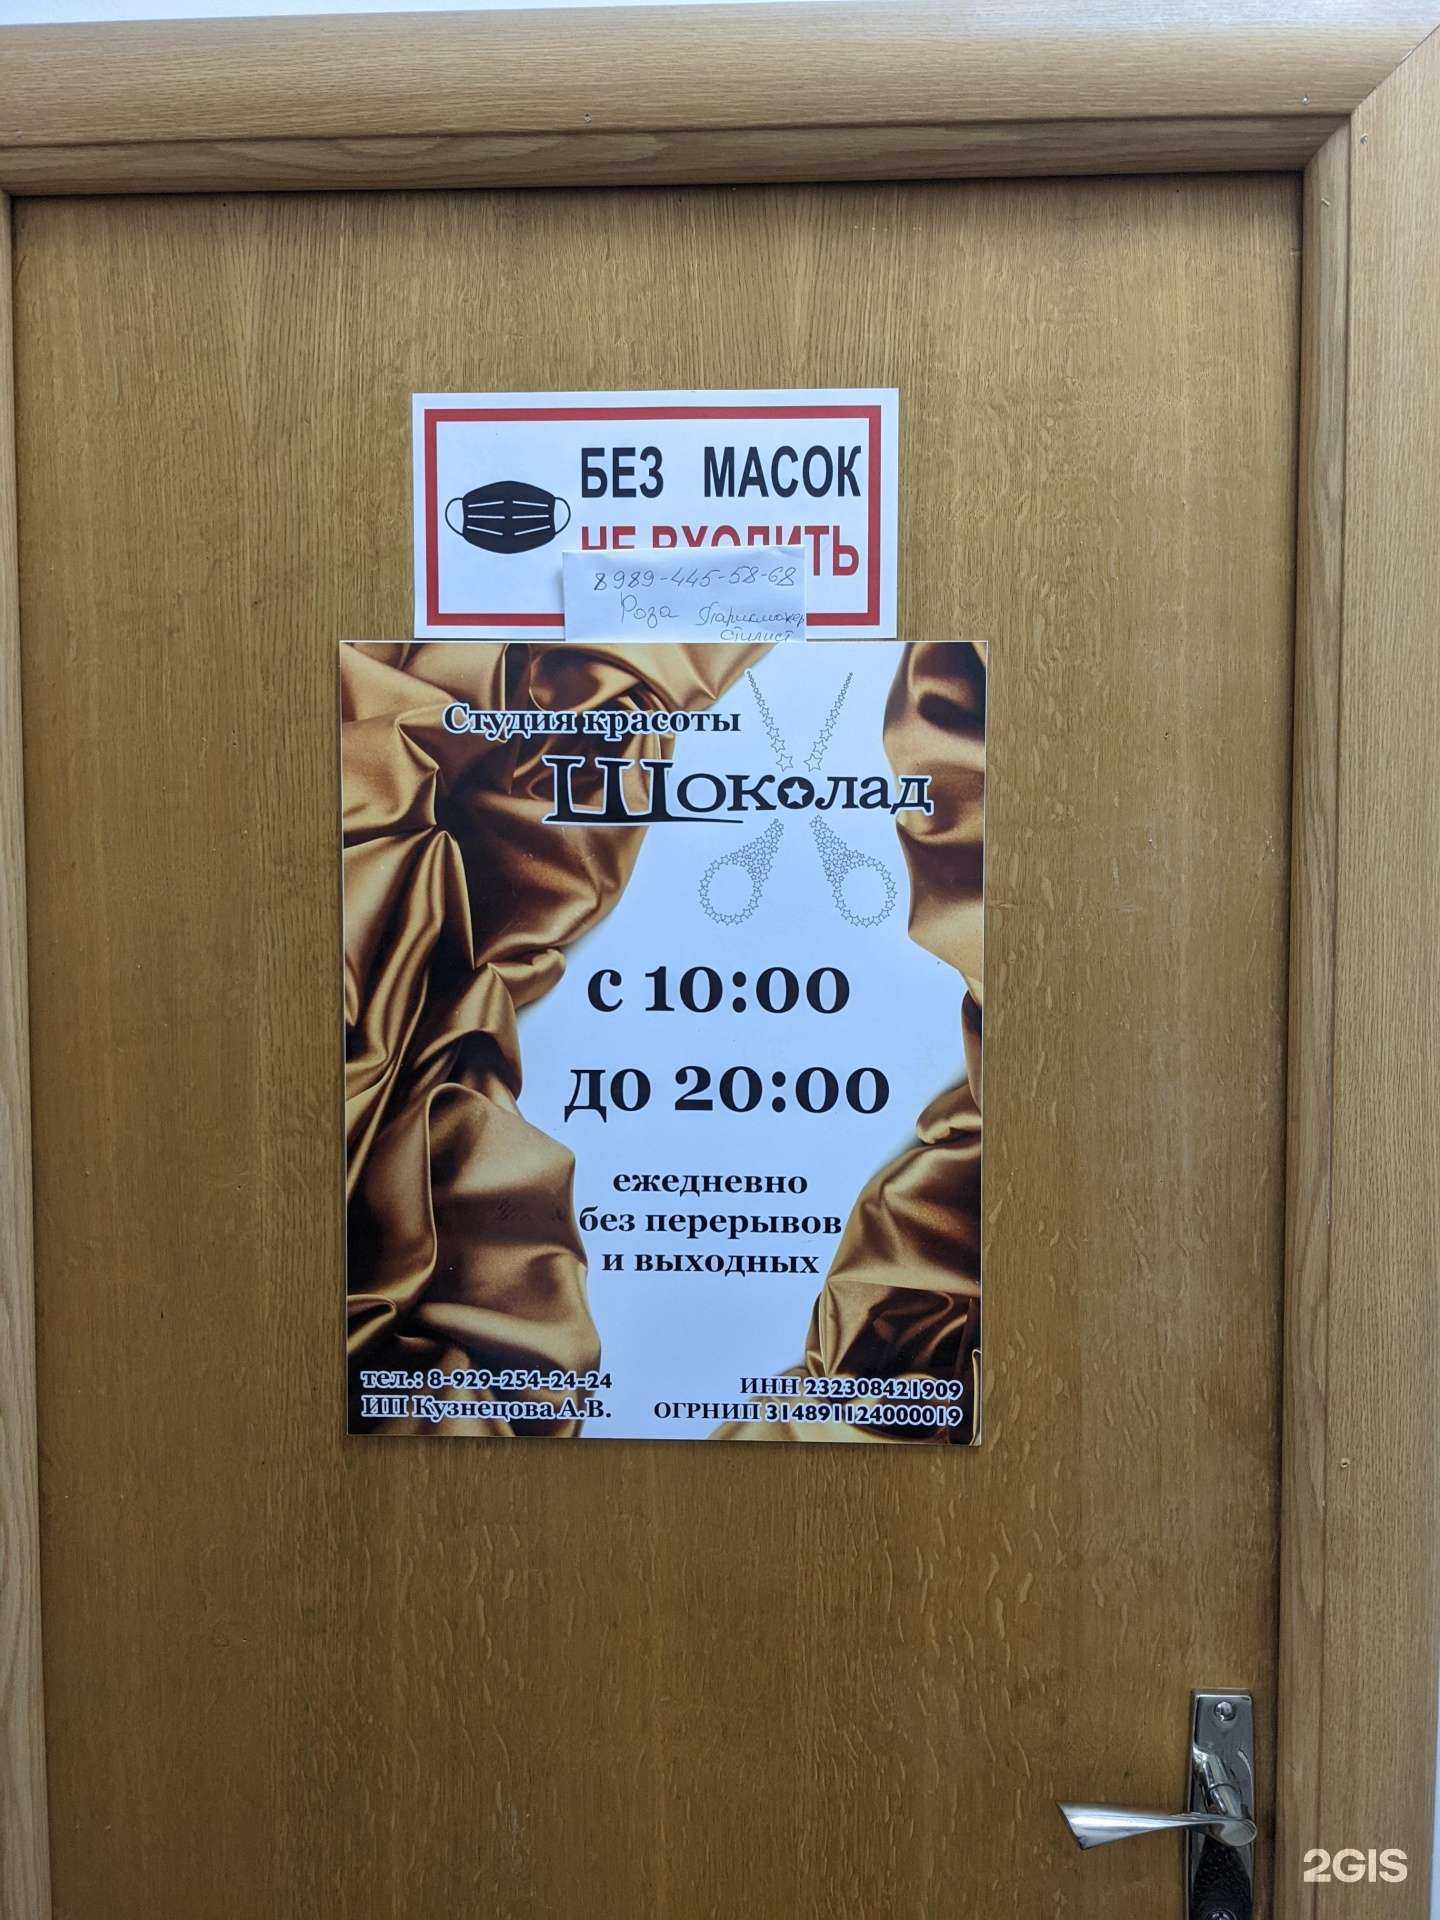 БЕЗ МАСОК
НЕ ВХОДИТЬ
8989-445-58-68
Роза Парикмахер
Стилист
Студия красоты
Шоколад
с 10:00
до 20:00
ежедневно
без перерывов
и выходных
тел.: 8-929-254-24-24
ИП Кузнецова А.В.
ИНН 232308421909
ОГРНИП 314891124000019
2GIS